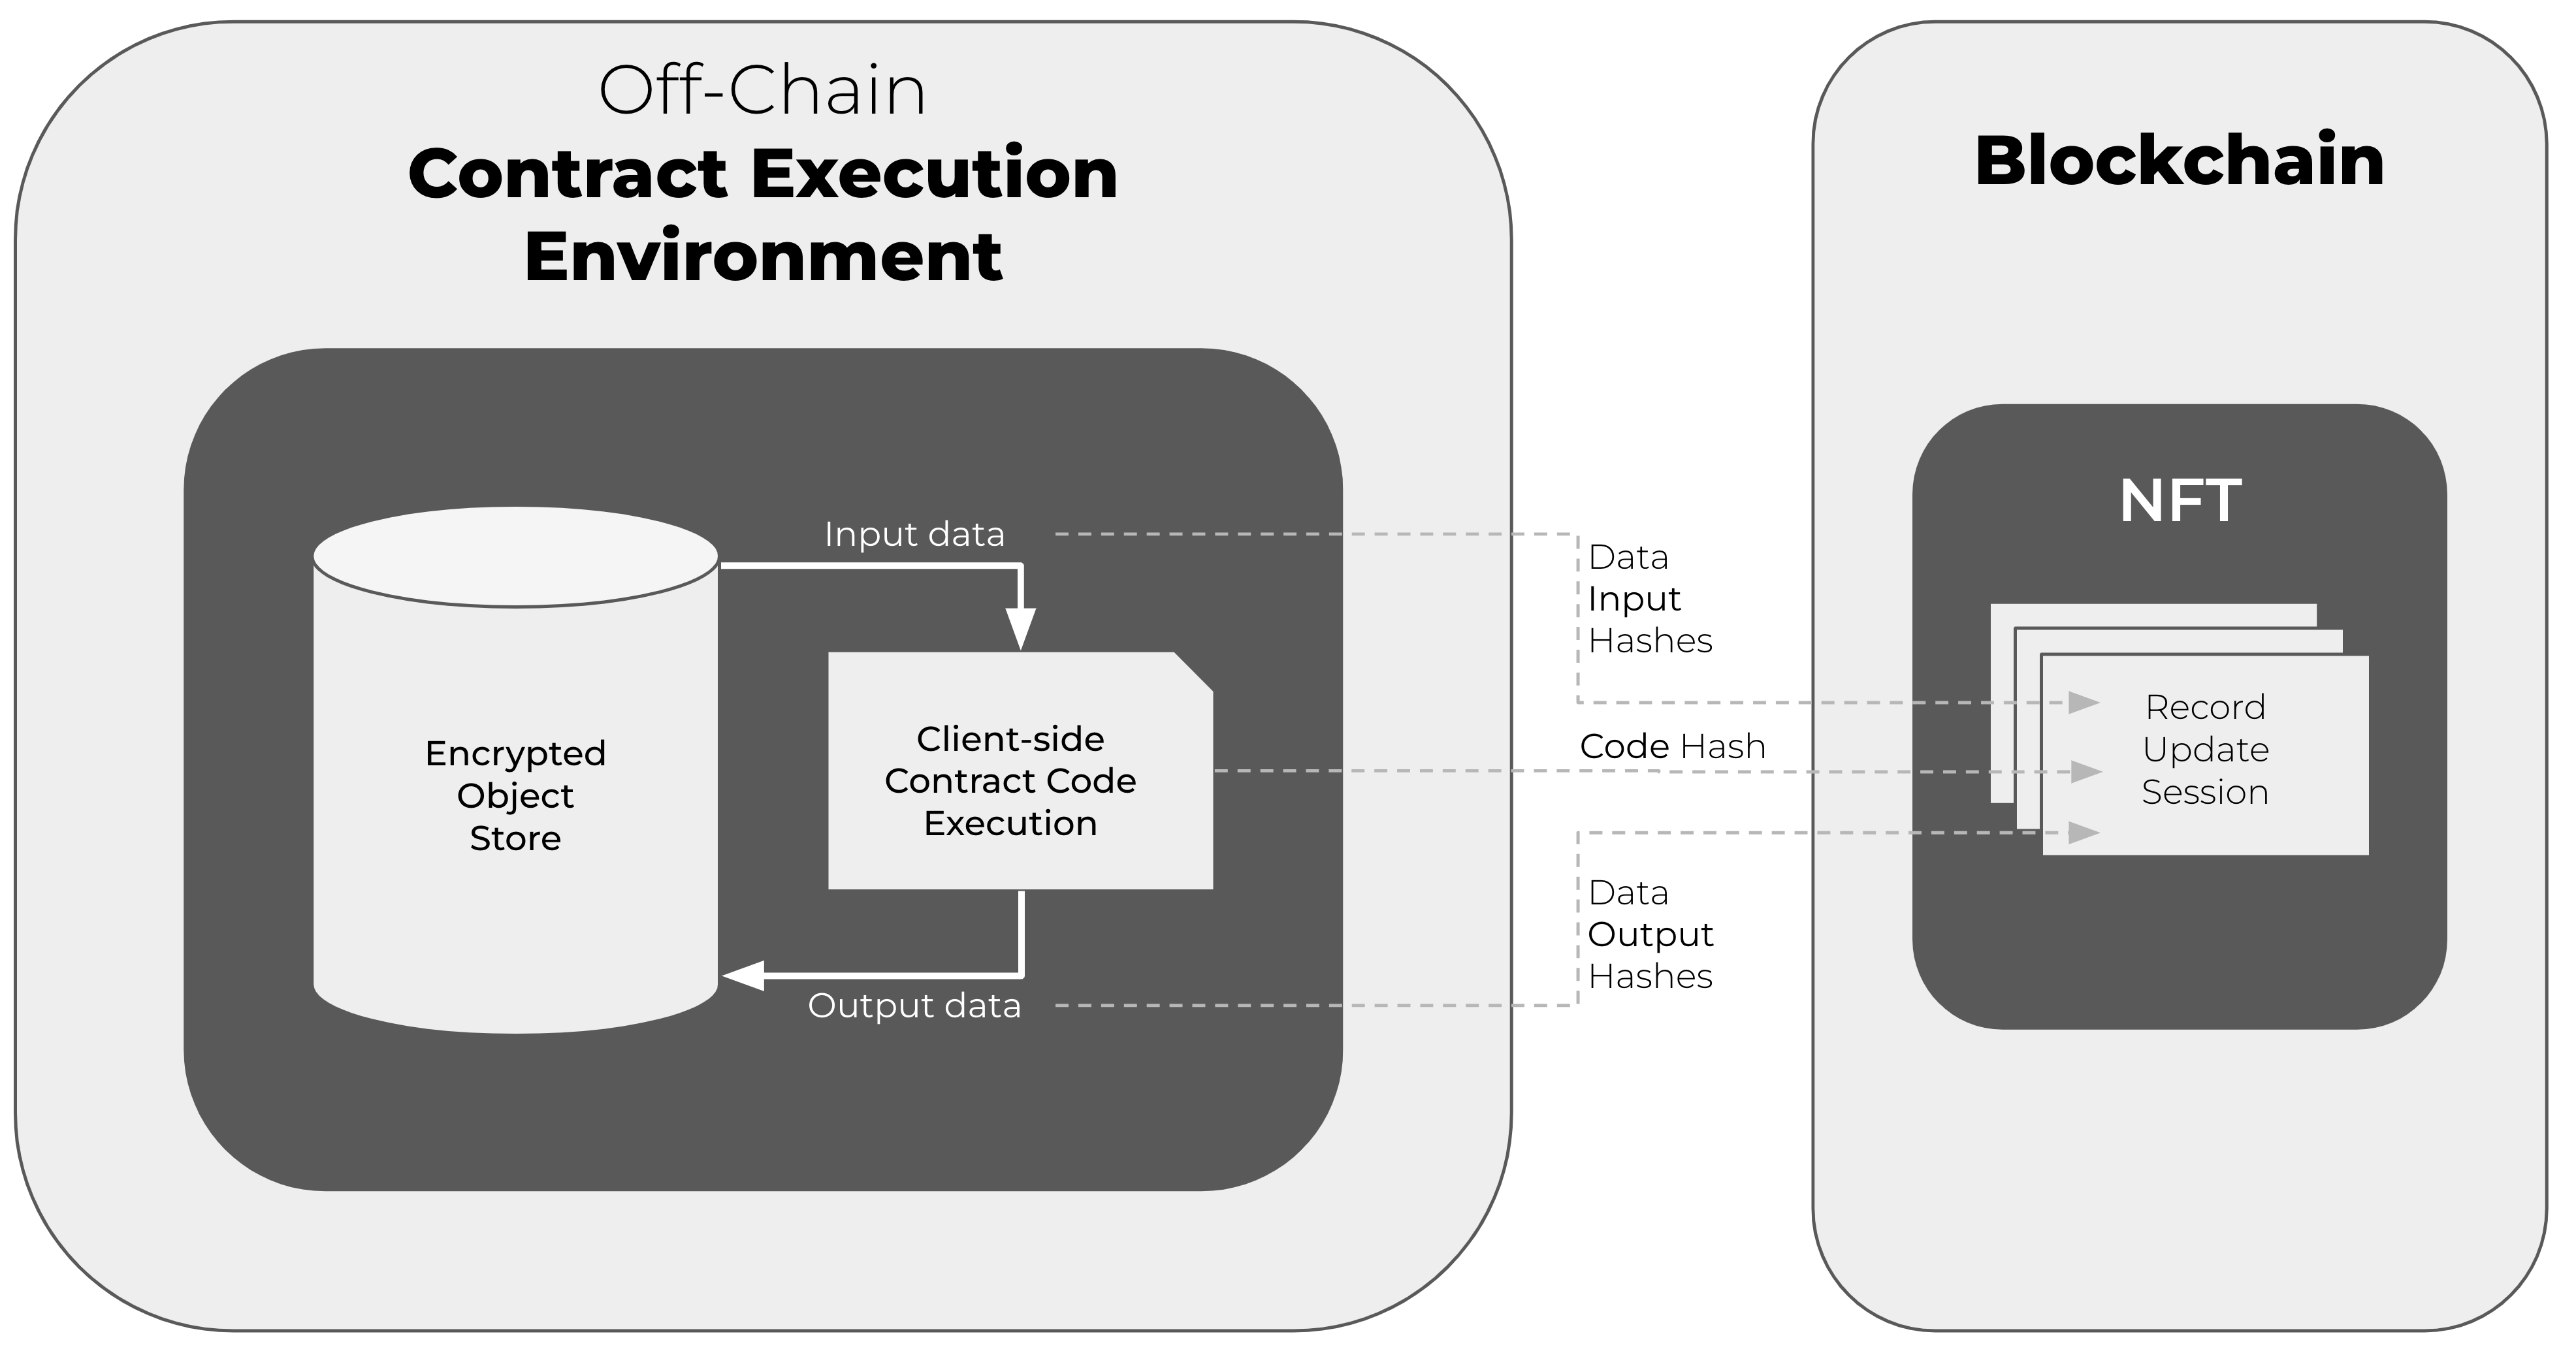 Off-Chain
Contract Execution
Environment
Input data
Encrypted
Object
Store
Client-side
Contract Code
Execution
Output data
Data
Input
Hashes
Code Hash
Data
Output
Hashes
Blockchain
NFT
Record
Update
Session